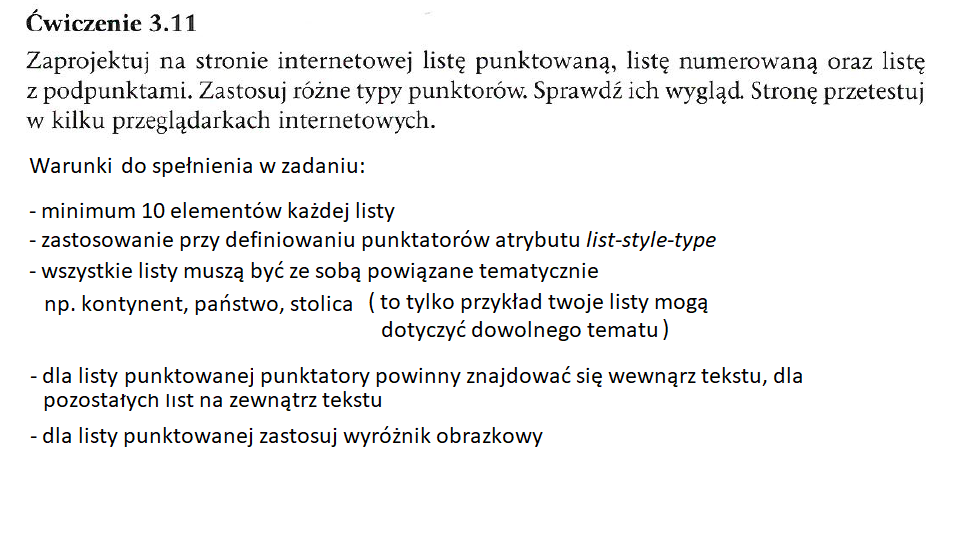 Ćwiczenie 3.11
Zaprojektuj na stronie internetowej listę punktowaną, listę numerowaną oraz listę
z podpunktami. Zastosuj różne typy punktorów. Sprawdź ich wygląd. Stronę przetestuj
w kilku przeglądarkach internetowych.
Warunki do spełnienia w zadaniu:
- minimum 10 elementów każdej listy
- zastosowanie przy definiowaniu punktatorów atrybutu list-style-type
- wszystkie listy muszą być ze sobą powiązane tematycznie
np. kontynent, państwo, stolica ( to tylko przykład twoje listy mogą
dotyczyć dowolnego tematu )
- dla listy punktowanej punktatory powinny znajdować się wewnąrz tekstu, dla
pozostałych list na zewnątrz tekstu
- dla listy punktowanej zastosuj wyróżnik obrazkowy